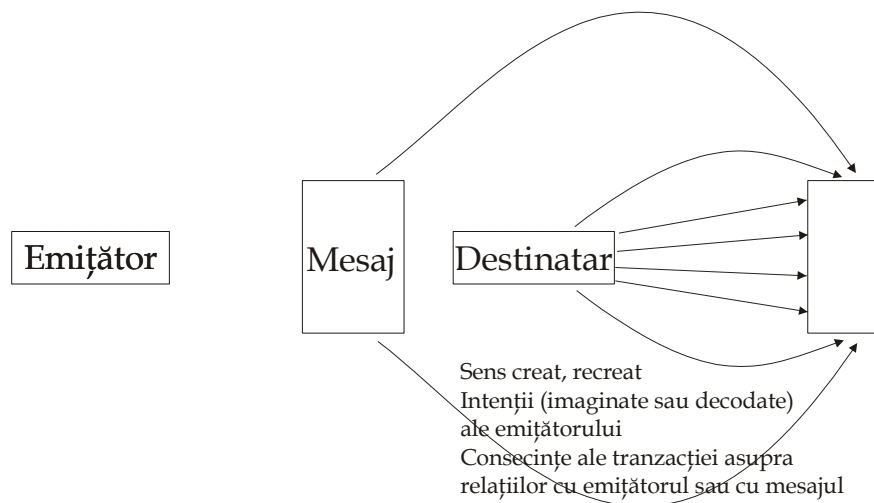 Emițător
Mesaj
Destinatar
Sens creat, recreat
Intenții (imaginate sau decodate)
ale emițătorului
Consecințe ale tranzacției asupra
relațiilor cu emițătorul sau cu mesajul